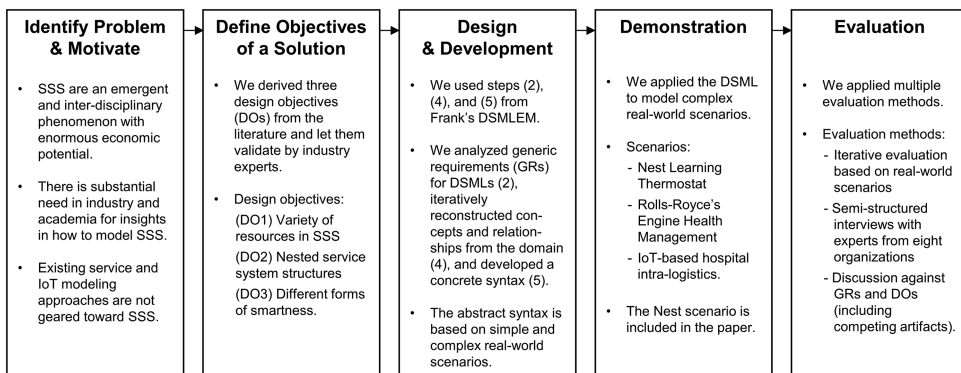 Identify Problem
& Motivate
• SSS are an emergent
and inter-disciplinary
phenomenon with
enormous economic
potential.
• There is substantial
need in industry and
academia for insights
in how to model SSS.
• Existing service and
IoT modeling
approaches are not
geared toward SSS.
Define Objectives
of a Solution
• We derived three
design objectives
(DOs) from the
literature and let them
validate by industry
experts.
• Design objectives:
(DO1) Variety of
resources in SSS
(DO2) Nested service
system structures
(DO3) Different forms
of smartness.
Design
& Development
• We used steps (2),
(4), and (5) from
Frank's DSMLEM.
• We analyzed generic
requirements (GRs)
for DSMLs (2),
iteratively
reconstructed con-
cepts and relation-
ships from the domain
(4), and developed a
concrete syntax (5).
• The abstract syntax is
based on simple and
complex real-world
scenarios.
Demonstration
• We applied the DSML
to model complex
real-world scenarios.
• Scenarios:
- Nest Learning
Thermostat
- Rolls-Royce's
Engine Health
Management
- IoT-based hospital
intra-logistics.
• The Nest scenario is
included in the paper.
Evaluation
• We applied multiple
evaluation methods.
• Evaluation methods:
- Iterative evaluation
based on real-world
scenarios
- Semi-structured
interviews with
experts from eight
organizations
- Discussion against
GRs and DOs
(including
competing artifacts).